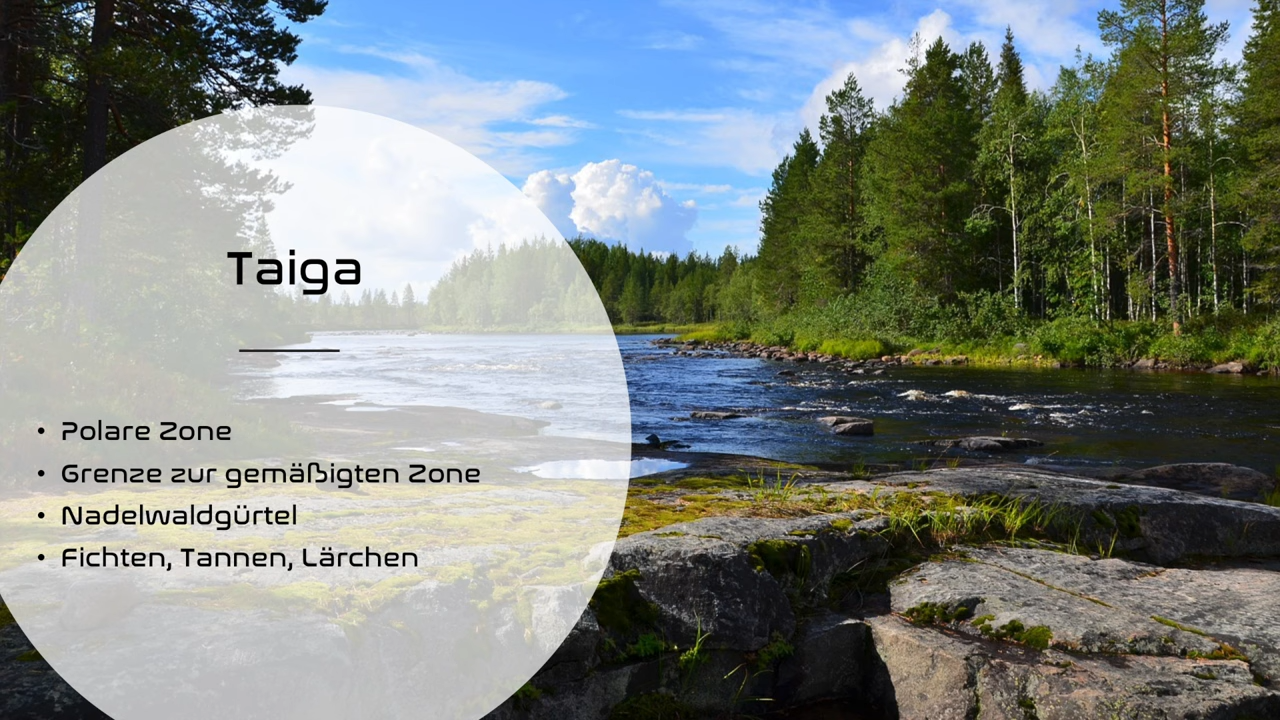 Taiga
• Polare Zone
• Grenze zur gemäßigten Zone
• Nadelwaldgürtel
• Fichten, Tannen, Lärchen